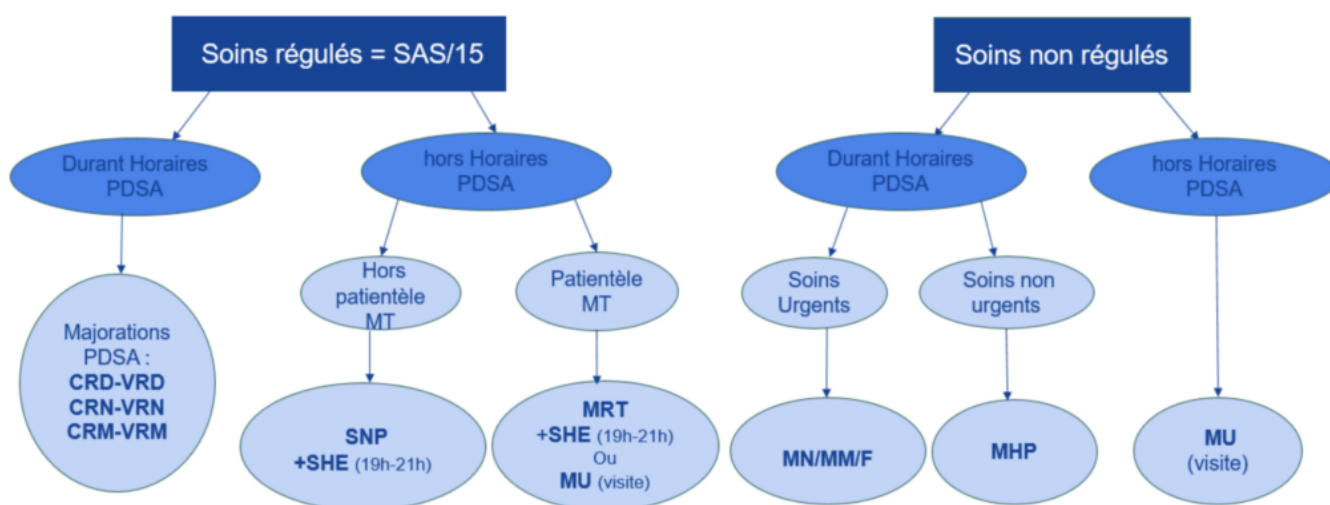 Soins régulés = SAS/15
Soins non régulés
Durant Horaires
PDSA
hors Horaires
PDSA
Durant Horaires
PDSA
hors Horaires
PDSA
Hors
patientèle
MT
Patientèle
MT
Soins
Urgents
Soins non
urgents
Majorations
PDSA :
CRD-VRD
CRN-VRN
CRM-VRM
SNP
+SHE (19h-21h)
MRT
+SHE (19h-21h)
Ou
MU (visite)
MN/MM/F
MHP
MU
(visite)